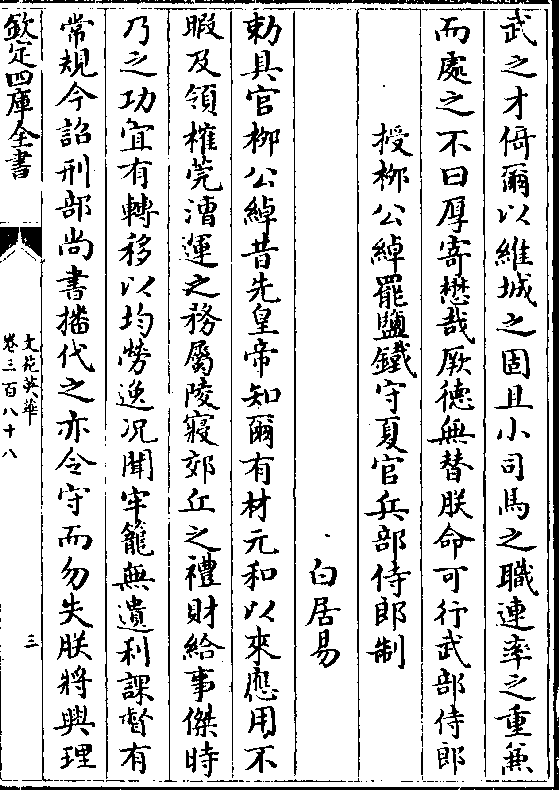 武之才倚爾以維城之固且小司馬之職連率之重兼
而處之不曰厚寄懋哉厥德無替朕命可行武部侍郎
授栁公綽罷鹽鐵守夏官兵部侍郎制
白居易
勅具官栁公綽昔先皇帝知爾有材元和以來應用不
暇及領榷筦漕運之務屬陵寢郊丘之禮財給事傑時
乃之功宜有轉移以均勞逸况聞牢籠無遺利課督有
常規今詔刑部尚書播代之亦令守而勿失朕將興理
欽定四庫全書
文苑英華
卷三百八十八
三